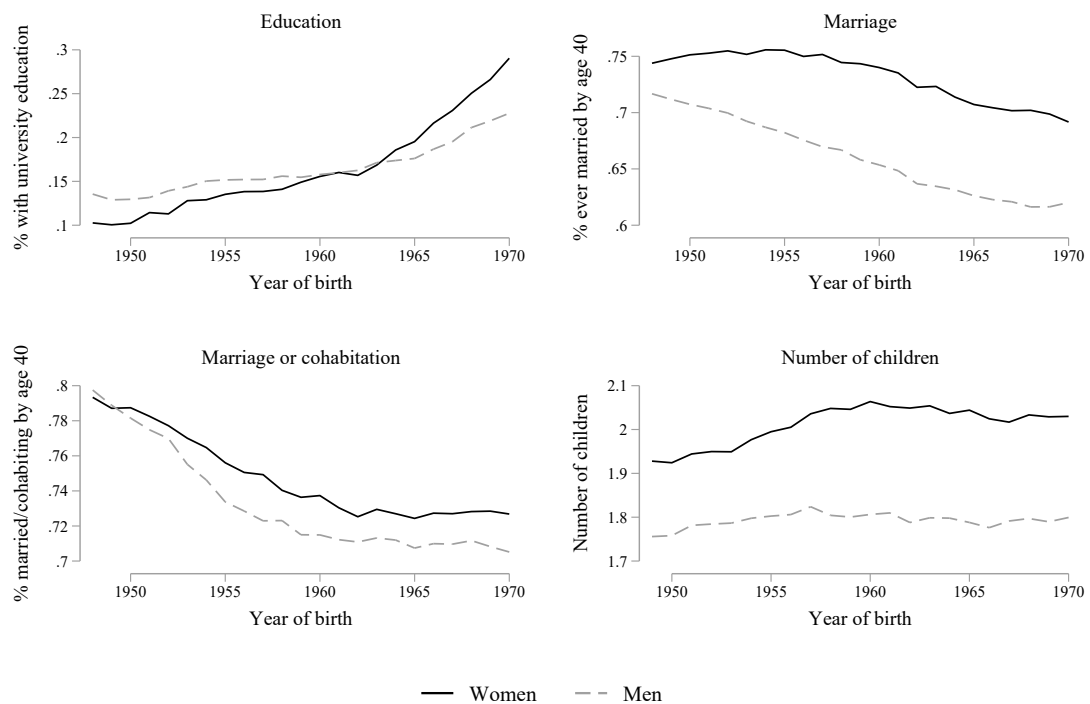 Education
% with university education
.3
.25
.2
.15
.1
1950 1955 1960 1965 1970
Year of birth
Marriage
% ever married by age 40
.75
.7
.65
.6
1950 1955 1960 1965 1970
Year of birth
Marriage or cohabitation
% married/cohabiting by age 40
.8
.78
.76
.74
.72
.7
1950 1955 1960 1965 1970
Year of birth
Number of children
Number of children
2.1
2
1.9
1.8
1.7
1950 1955 1960 1965 1970
Year of birth
Women Men